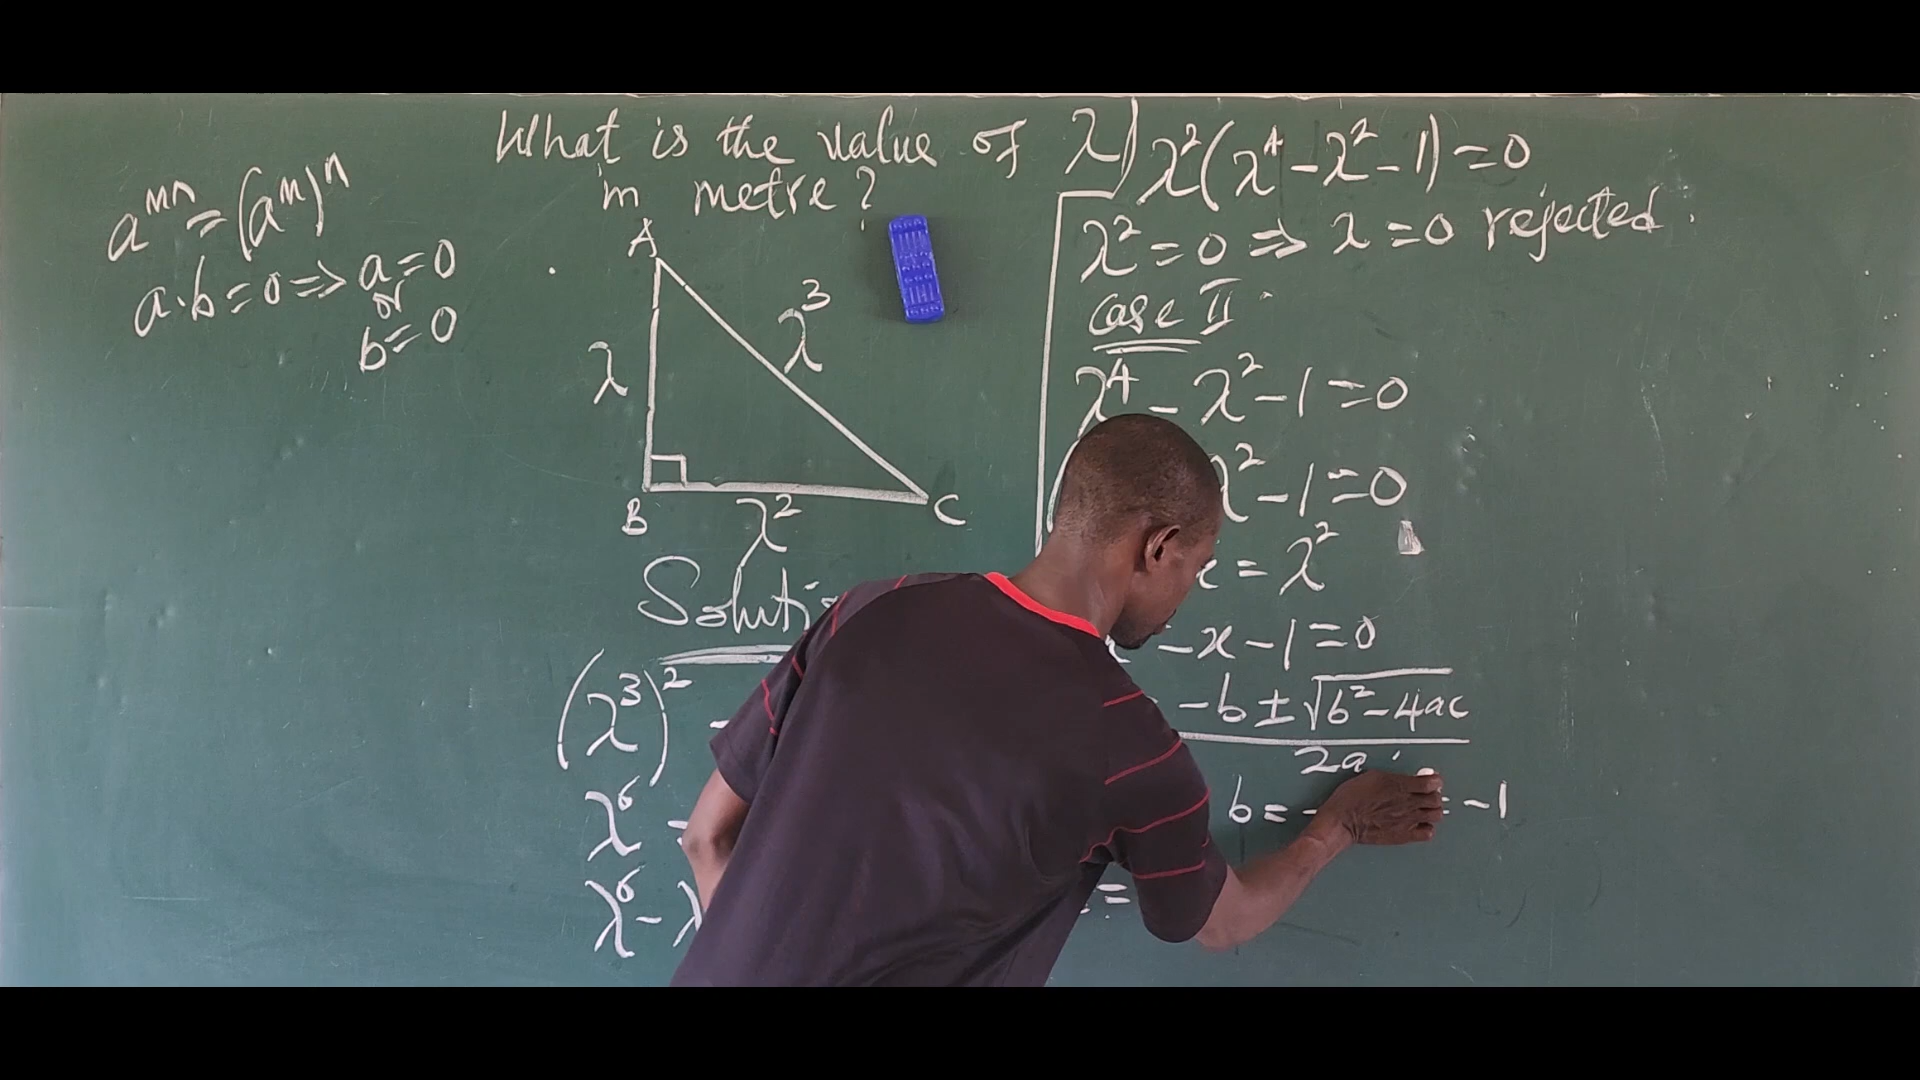 What is the value of λ
in metre?
aᵐⁿ = (aᵐ)ⁿ
a·b=0 ⇒ a=0
or
b=0
A
λ
λ³
B
λ²
C
(λ³)²
λ⁶ -
λ⁶ - λ
λ²(λ⁴ - λ² - 1) = 0
λ² = 0 ⇒ λ = 0 rejected.
Case II
λ⁴ - λ² - 1 = 0
λ² - 1 = 0
= λ²
- x - 1 = 0
-b ± √b² - 4ac
2a
b = -
= -1
=